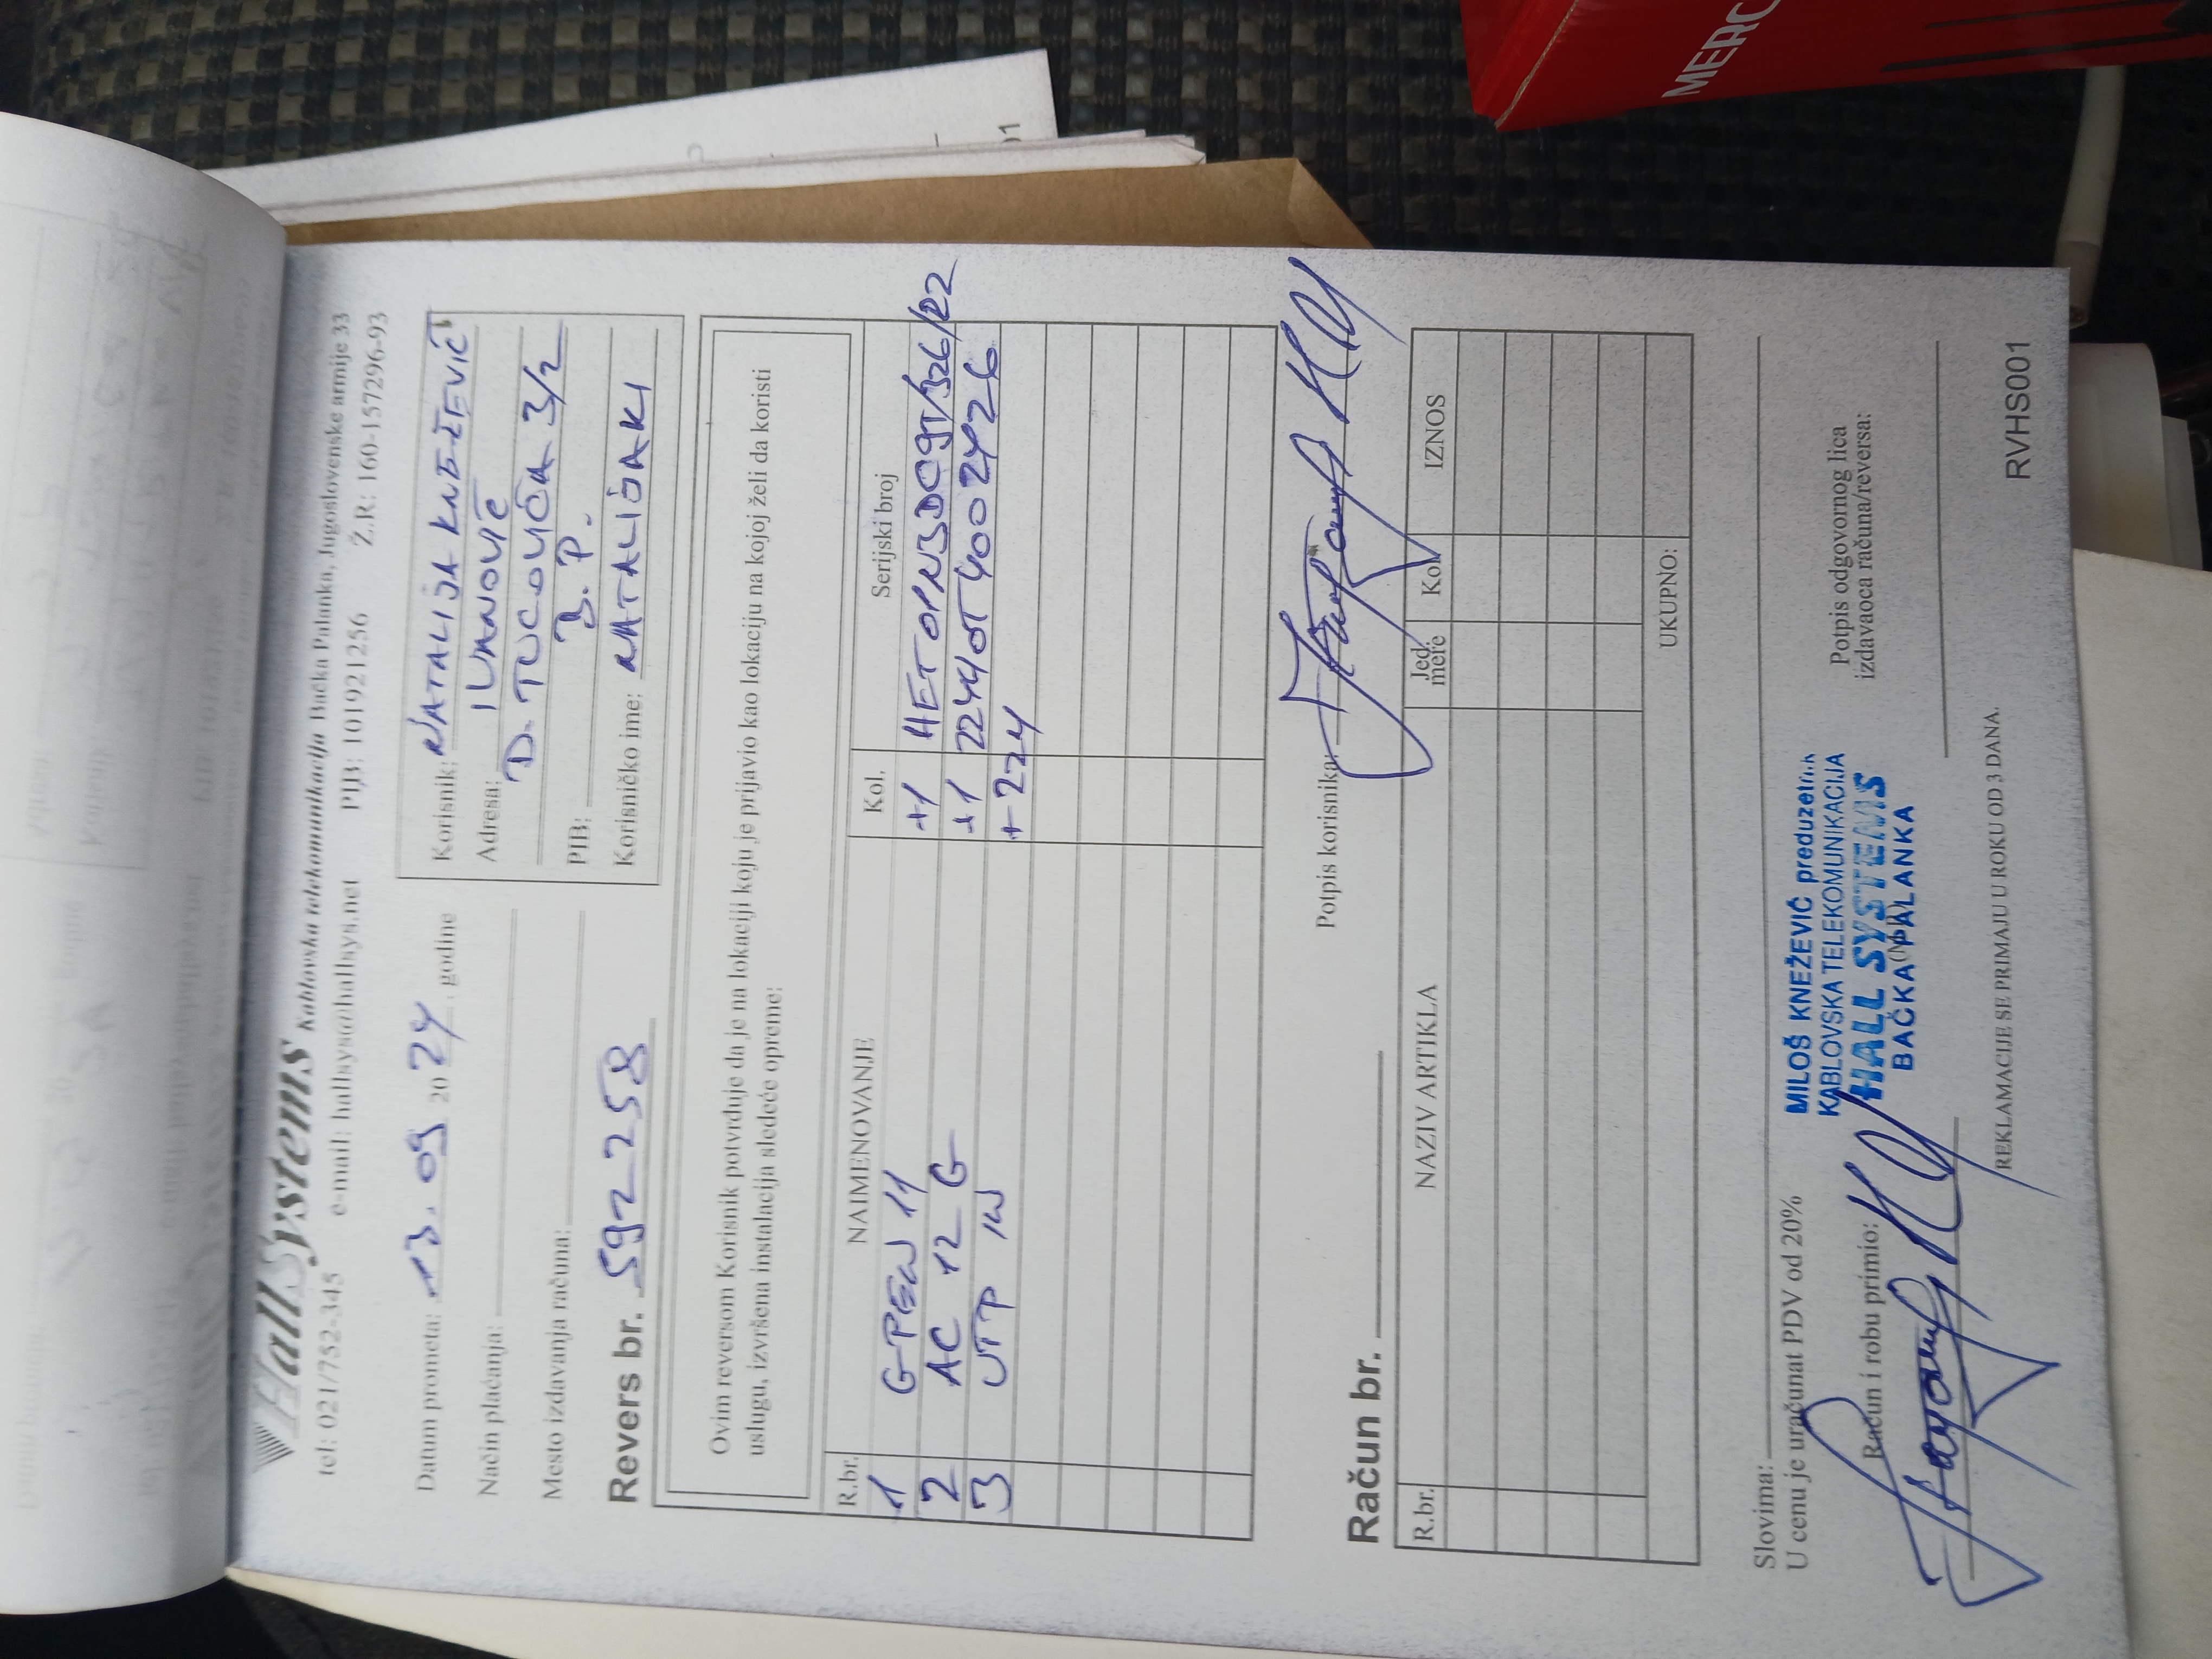 HallSystems Kablovska telekomunikacija Bačka Palanka, Jugoslovenske armije 33
tel: 021/752-345 e-mail: hallsys@hallsys.net PIB: 101921256 Ž.R: 160-157296-93
Datum prometa: 13.09 2024. godine
Način plaćanja:
Mesto izdavanja računa:
Revers br. 592258
Korisnik: NATALIJA KNEŽEVIĆ
IVANOVIĆ
Adresa: D. TUCOVIĆA 3/2
B.P.
PIB:
Korisničko ime: NATALIJAKI
Ovim reversom Korisnik potvrđuje da je na lokaciji koju je prijavio kao lokaciju na kojoj želi da koristi
uslugu, izvršena instalacija sledeće opreme:
R.br. NAIMENOVANJE Kol. Serijski broj
1 11 +1
2 AC 12 G +1 2244
3 UTP
Potpis korisnika:
Račun br.
R.br. NAZIV ARTIKLA Jed. mere Kol. IZNOS
UKUPNO:
Slovima:
U cenu je uračunat PDV od 20%
Račun i robu primio:
MILOŠ KNEŽEVIĆ preduzetnik
KABLOVSKA TELEKOMUNIKACIJA
HALL SYSTEMS
BAČKA PALANKA
Potpis odgovornog lica
izdavaoca računa/reversa:
REKLAMACIJE SE PRIMAJU U ROKU OD 3 DANA.
RVHS001
MERC